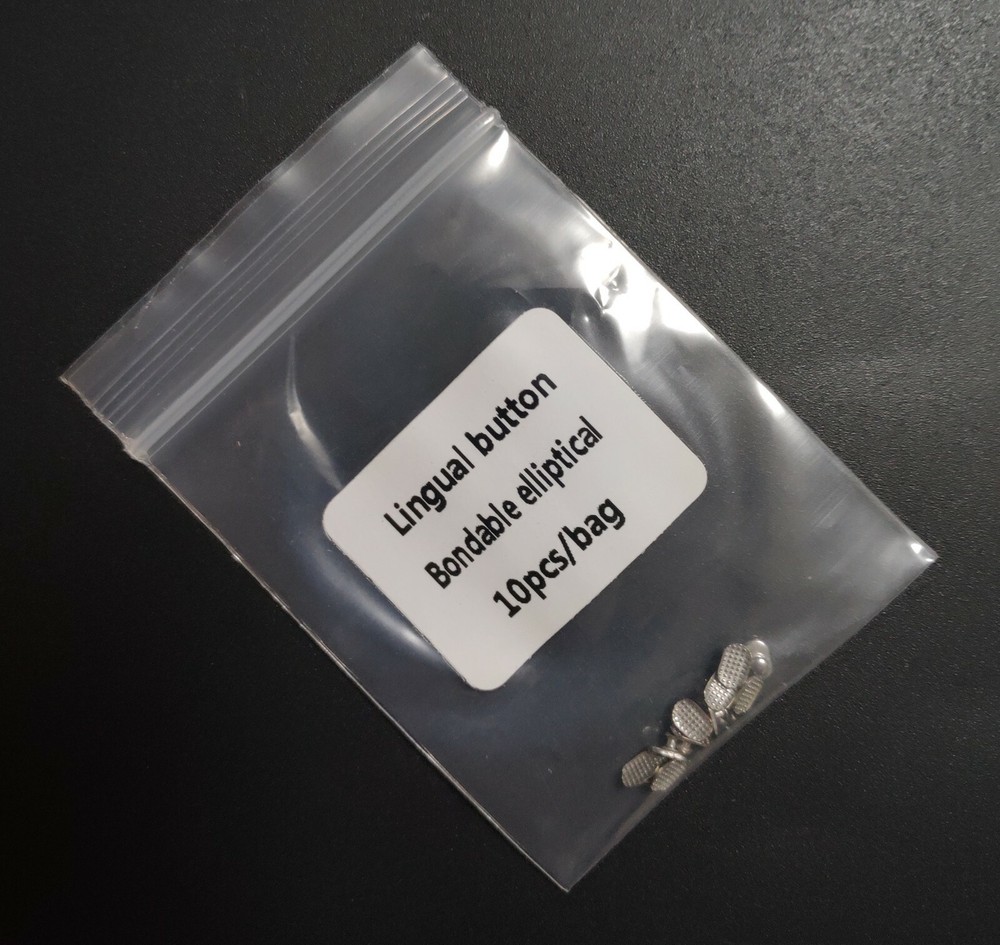 Lingual button
Bondable elliptical
10pcs/bag